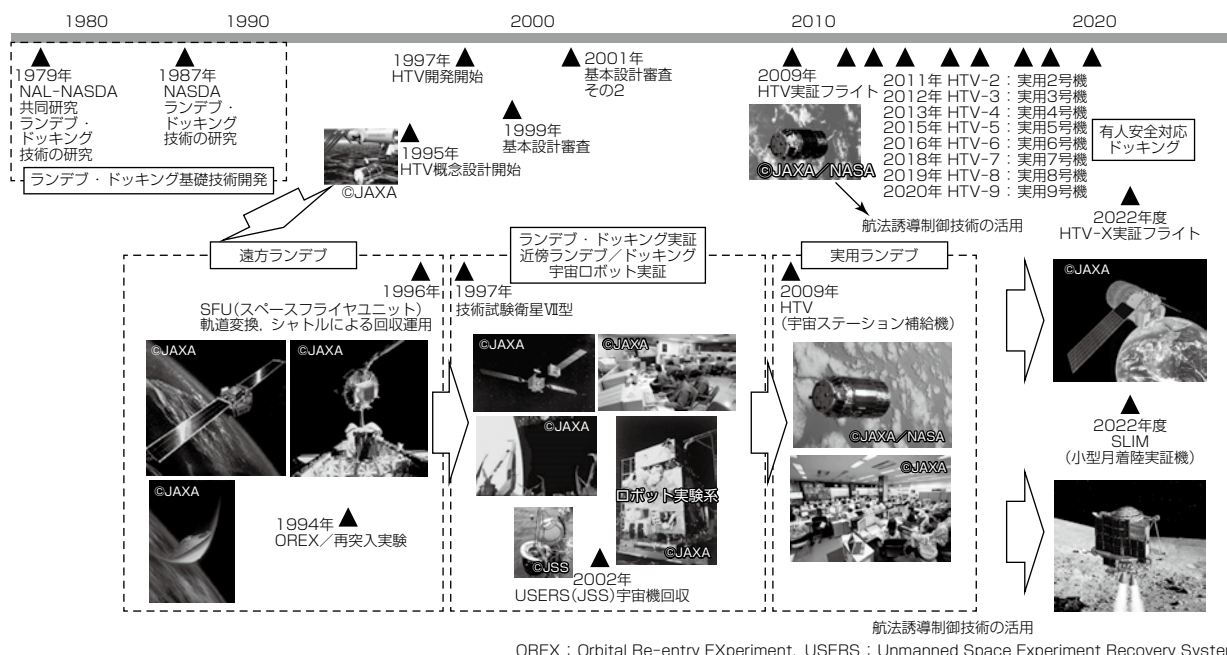 1980
1990
2000
2010
2020
1979年
NAL-NASDA
共同研究
ランデブ・
ドッキング
技術の研究
1987年
NASDA
ランデブ・
ドッキング
技術の研究
ランデブ・ドッキング基礎技術開発
1997年
HTV開発開始
2001年
基本設計審査
その2
1999年
基本設計審査
1995年
HTV概念設計開始
©JAXA
2009年
HTV実証フライト
©JAXA/NASA
2011年 HTV-2:実用2号機
2012年 HTV-3:実用3号機
2013年 HTV-4:実用4号機
2015年 HTV-5:実用5号機
2016年 HTV-6:実用6号機
2018年 HTV-7:実用7号機
2019年 HTV-8:実用8号機
2020年 HTV-9:実用9号機
有人安全対応
ドッキング
航法誘導制御技術の活用
2022年度
HTV-X実証フライト
©JAXA
遠方ランデブ
1996年
SFU(スペースフライヤユニット)
軌道変換,シャトルによる回収運用
©JAXA
©JAXA
©JAXA
1994年
OREX/再突入実験
ランデブ・ドッキング実証
近傍ランデブ/ドッキング
宇宙ロボット実証
1997年
技術試験衛星Ⅶ型
©JAXA
©JAXA
©JAXA
ロボット実験系
©JAXA
©JSS
2002年
USERS(JSS)宇宙機回収
実用ランデブ
2009年
HTV
(宇宙ステーション補給機)
©JAXA/NASA
©JAXA
2022年度
SLIM
(小型月着陸実証機)
航法誘導制御技術の活用
OREX:Orbital Re-entry EXperiment, USERS:Unmanned Space Experiment Recovery System